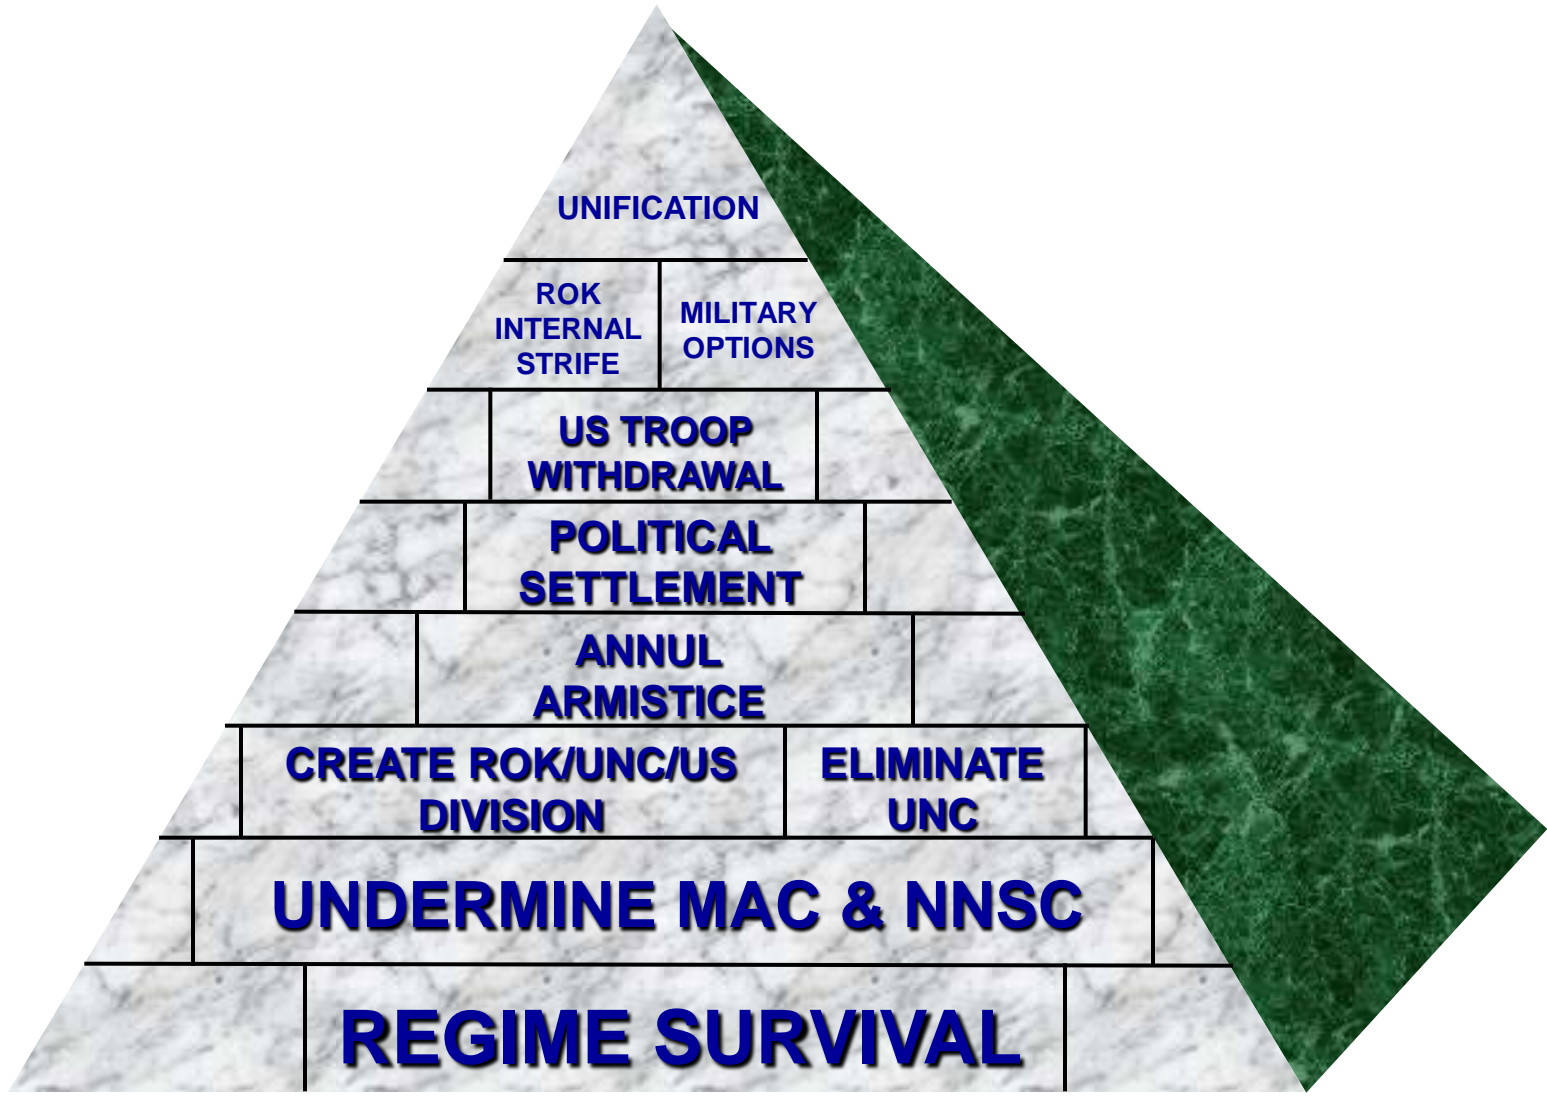 UNIFICATION
ROK
INTERNAL
STRIFE
MILITARY
OPTIONS
US TROOP
WITHDRAWAL
POLITICAL
SETTLEMENT
ANNUL
ARMISTICE
CREATE ROK/UNC/US
DIVISION
ELIMINATE
UNC
UNDERMINE MAC & NNSC
REGIME SURVIVAL